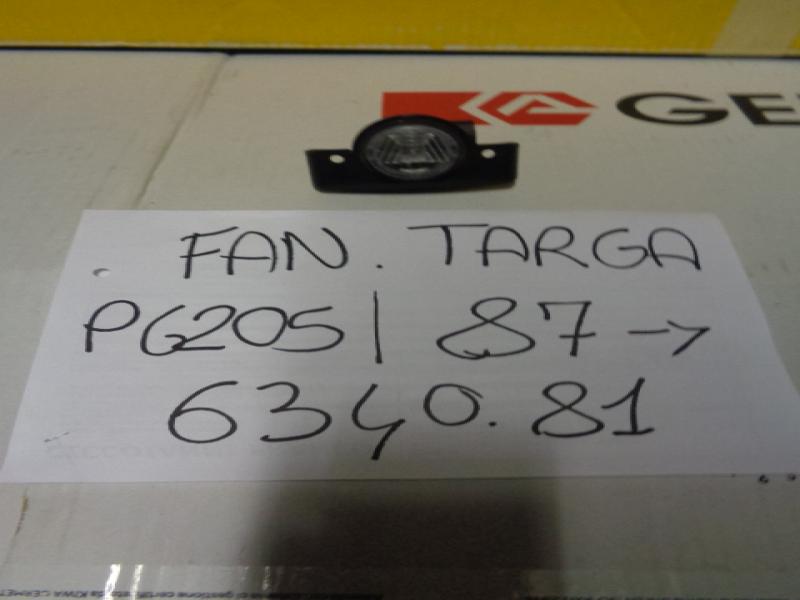 GE
FAN. TARGA
PG205 | 87 →
6340.81